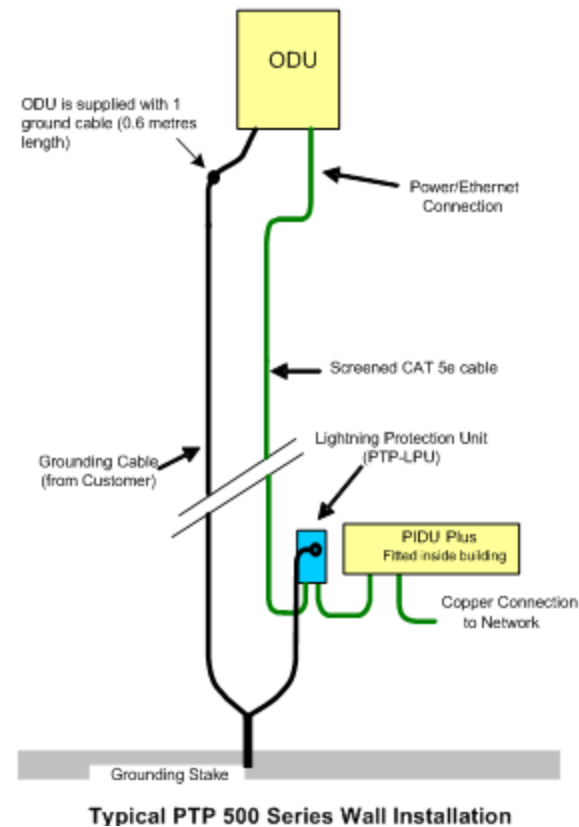 ODU
ODU is supplied with 1
ground cable (0.6 metres
length)
Power/Ethernet
Connection
Screened CAT 5e cable
Lightning Protection Unit
(PTP-LPU)
Grounding Cable
(from Customer)
PIDU Plus
Fitted inside building
Copper Connection
to Network
Grounding Stake
Typical PTP 500 Series Wall Installation